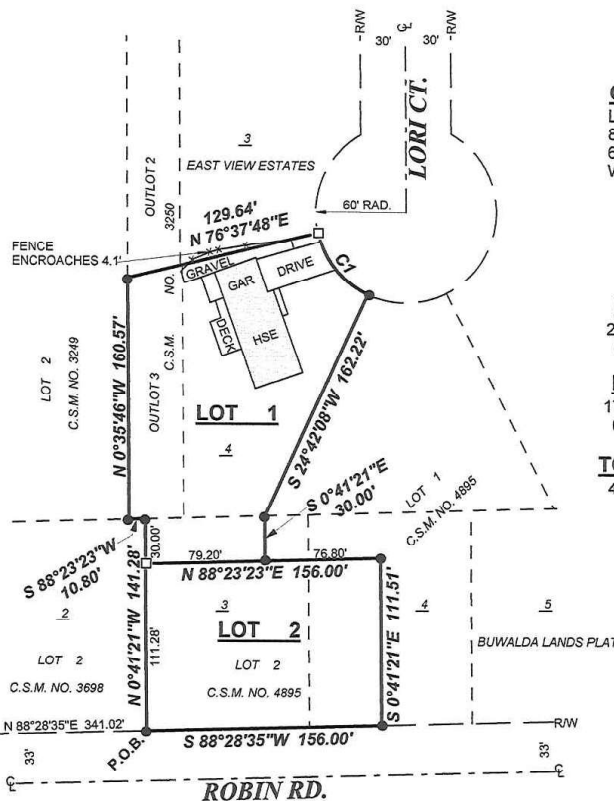 R/W
℄
R/W
30'
30'
LORI CT.
3
EAST VIEW ESTATES
OUTLOT 2
3250
129.64'
N 76°37'48"E
60' RAD.
FENCE
ENCROACHES 4.1'
GRAVEL
DRIVE
C1
GAR
DECK
HSE
NO.
C.S.M.
OUTLOT 3
LOT 2
C.S.M. NO. 3249
N 0°35'46"W 160.57'
LOT 1
4
S 24°42'08"W 162.22'
S 0°41'21"E
30.00'
LOT 1
C.S.M. NO. 4895
S 88°23'23"W
10.80'
30.00'
79.20'
76.80'
N 88°23'23"E 156.00'
N 0°41'21"W 141.28'
111.28'
2
3
4
5
LOT 2
LOT 2
C.S.M. NO. 3698
LOT 2
C.S.M. NO. 4895
S 0°41'21"E 111.51'
BUWALDA LANDS PLAT
N 88°28'35"E 341.02'
P.O.B.
S 88°28'35"W 156.00'
R/W
33'
33'
℄
℄
ROBIN RD.